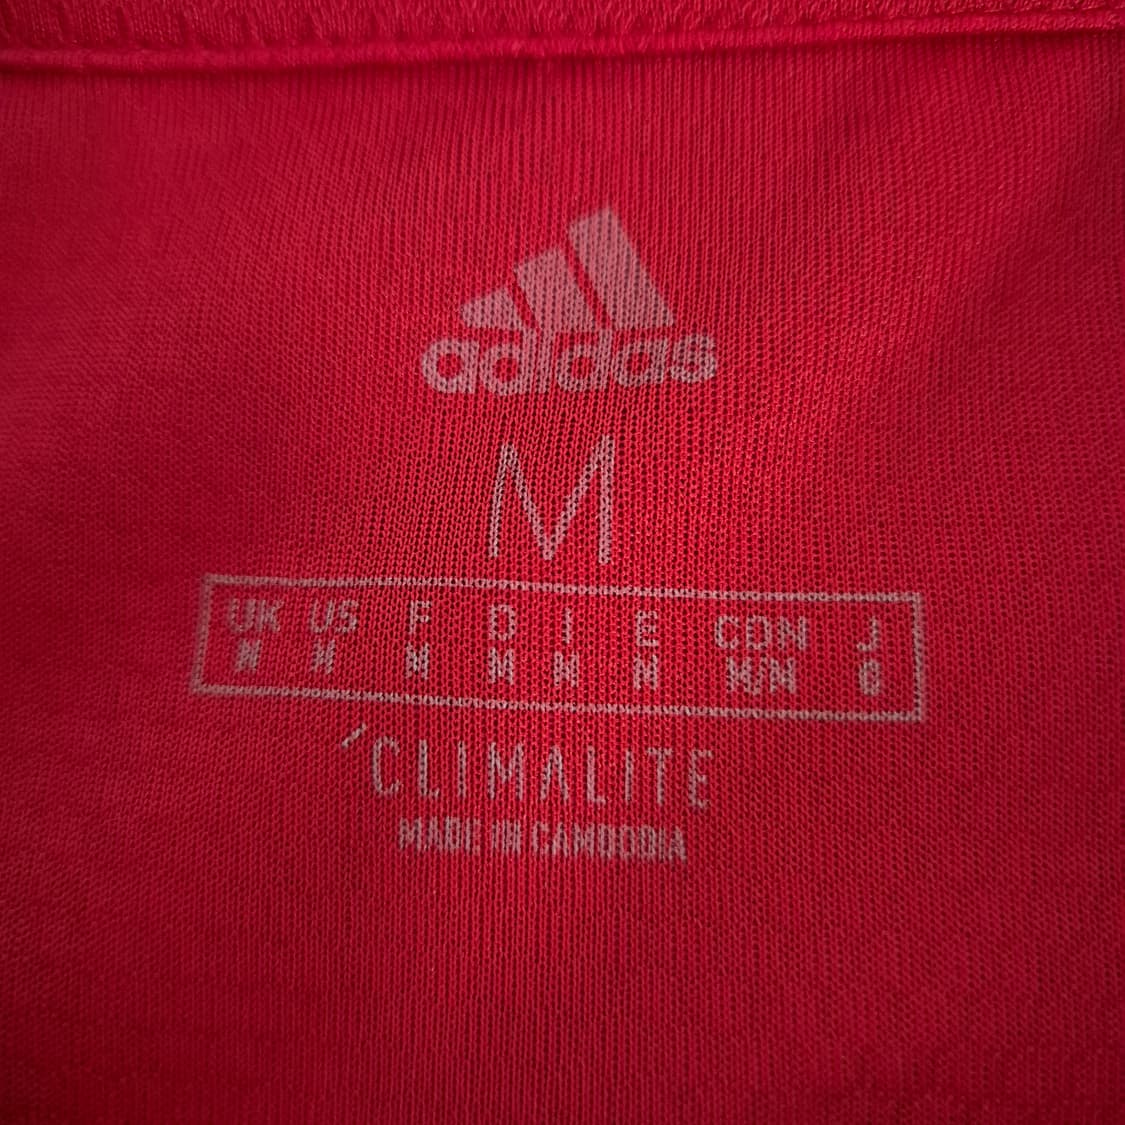 adidas
M
UK US F D I E CDN J
M M M M M M M/M O
CLIMALITE
MADE IN CAMBODIA